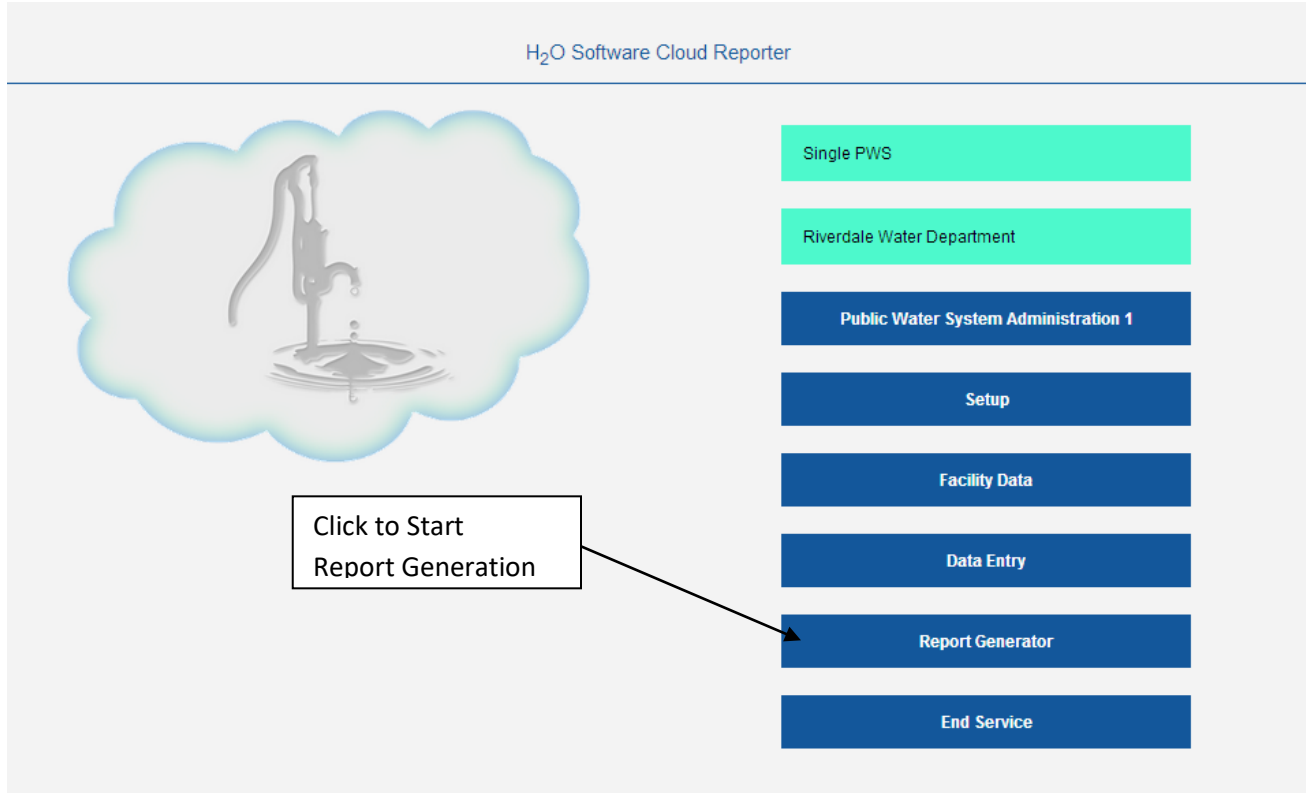 H₂O Software Cloud Reporter
Single PWS
Riverdale Water Department
Public Water System Administration 1
Setup
Facility Data
Click to Start
Report Generation
Data Entry
Report Generator
End Service